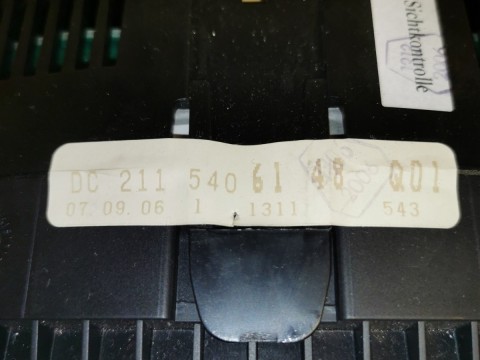 Sichtkontrolle
DC 211 540 61 48 Q01
07.09.06 1 1311 543